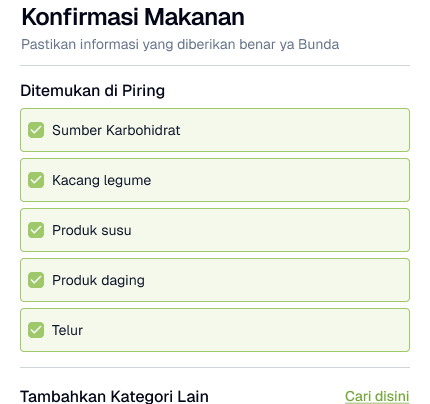 Konfirmasi Makanan
Pastikan informasi yang diberikan benar ya Bunda
Ditemukan di Piring
Sumber Karbohidrat
Kacang legume
Produk susu
Produk daging
Telur
Tambahkan Kategori Lain Cari disini